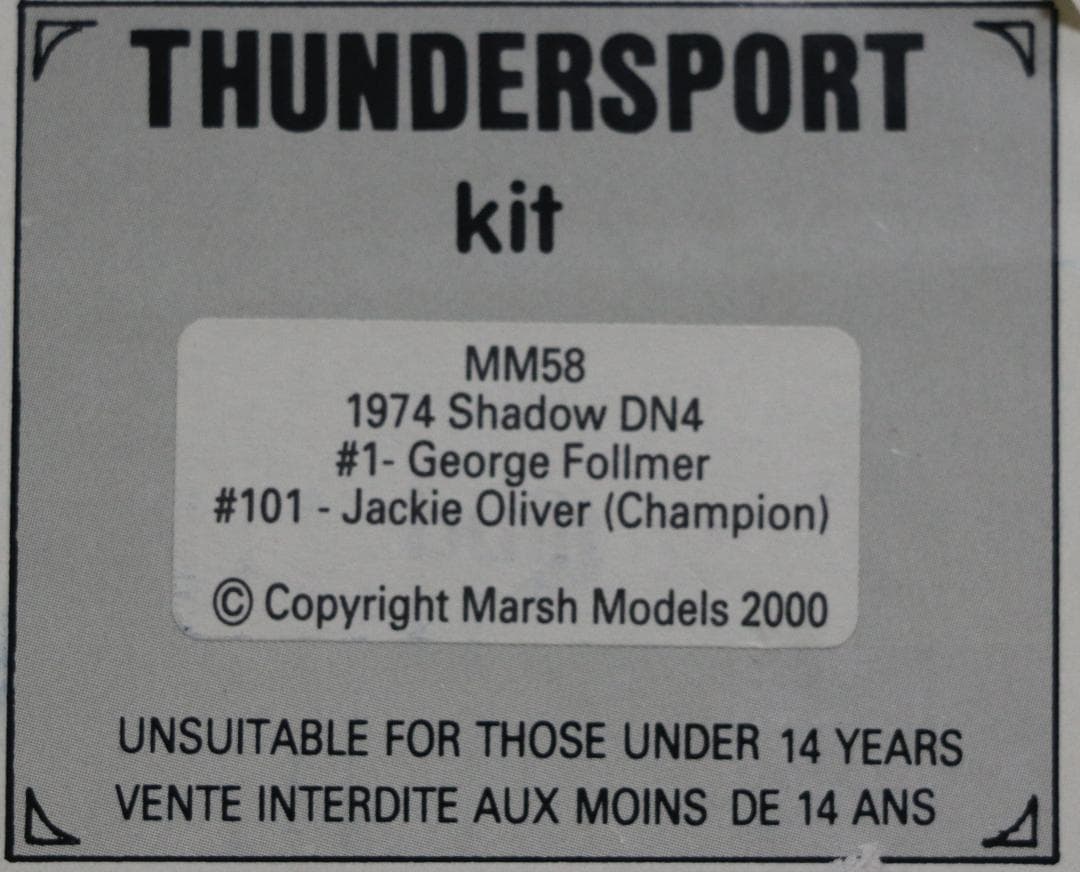 THUNDERSPORT
kit
MM58
1974 Shadow DN4
#1- George Follmer
#101 - Jackie Oliver (Champion)
© Copyright Marsh Models 2000
UNSUITABLE FOR THOSE UNDER 14 YEARS
VENTE INTERDITE AUX MOINS DE 14 ANS